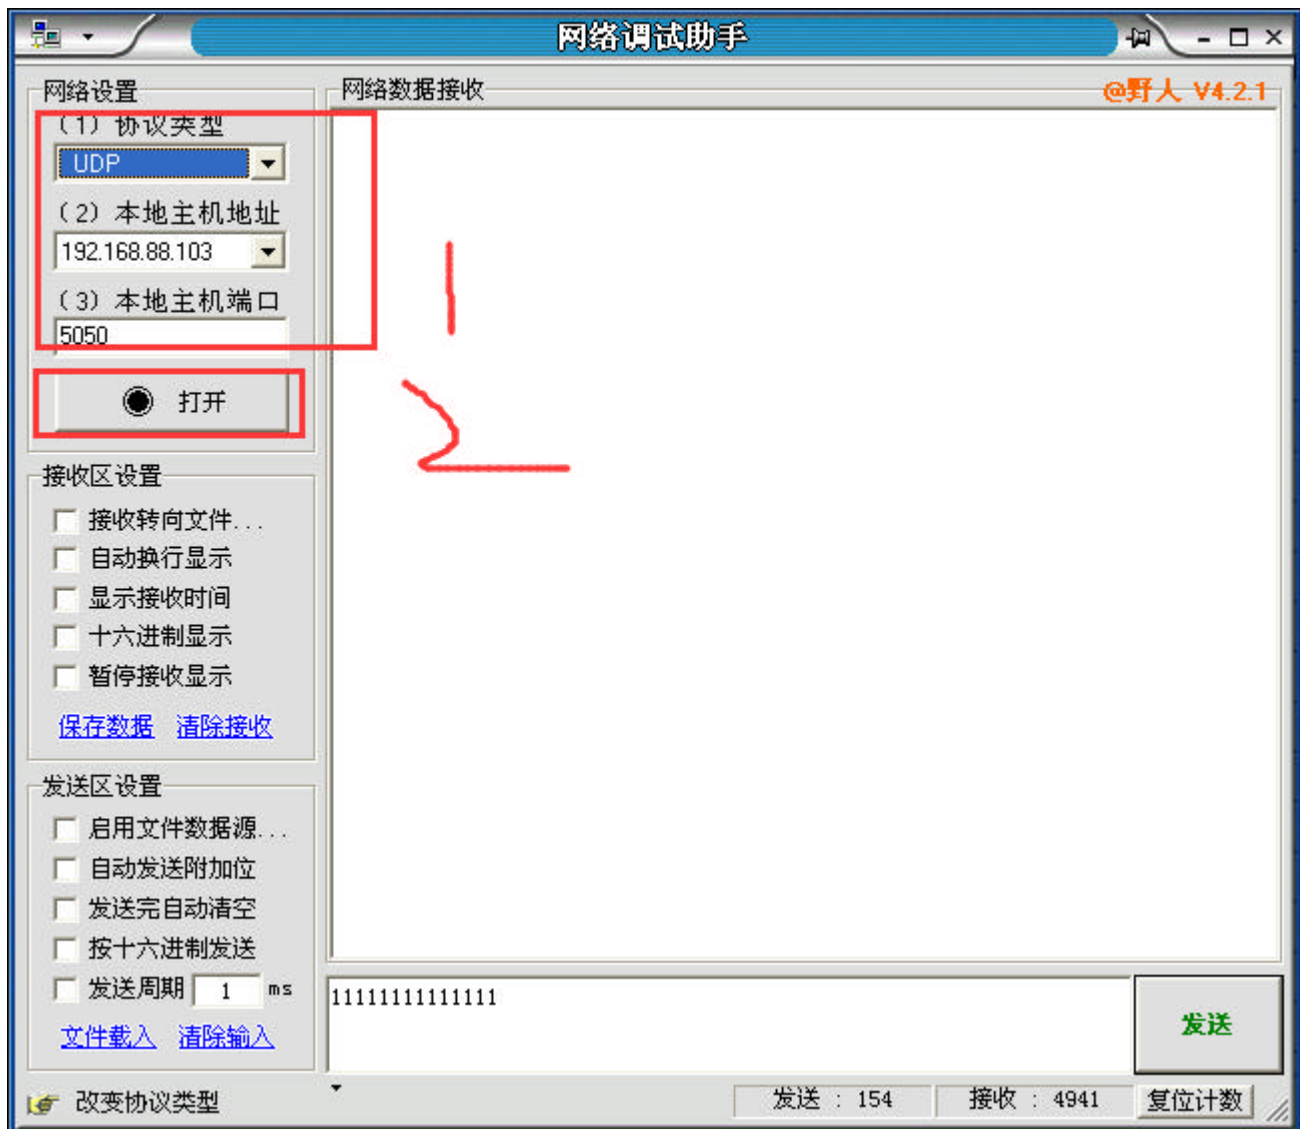 网络调试助手
网络设置
(1) 协议类型
UDP
(2) 本地主机地址
192.168.88.103
(3) 本地主机端口
5050
打开
接收区设置
接收转向文件...
自动换行显示
显示接收时间
十六进制显示
暂停接收显示
保存数据 清除接收
发送区设置
启用文件数据源...
自动发送附加位
发送完自动清空
按十六进制发送
发送周期 1 ms
文件载入 清除输入
网络数据接收
@野人 V4.2.1
1
2
11111111111111
发送
改变协议类型
发送 : 154
接收 : 4941
复位计数